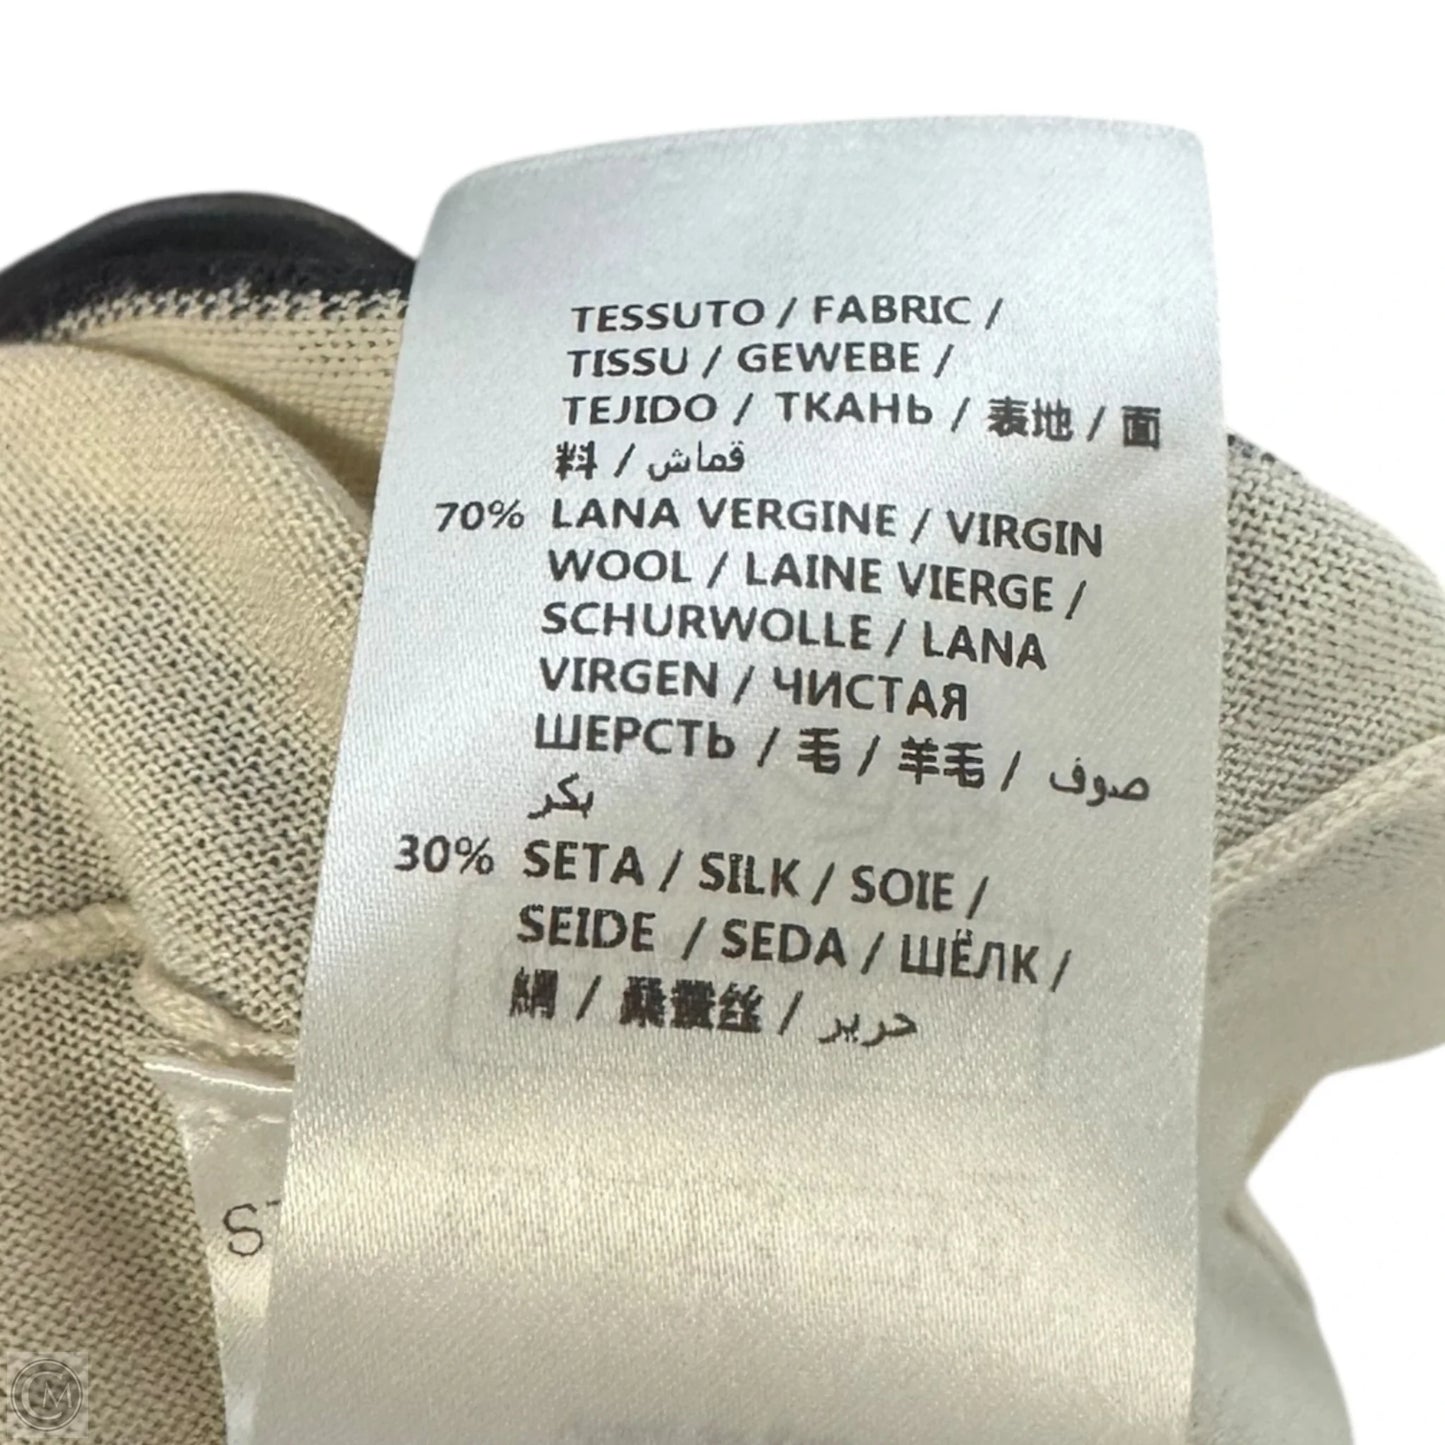 TESSUTO / FABRIC /
TISSU / GEWEBE /
TEJIDO / ТКАНЬ / 表地 / 面
料 / قماش
70% LANA VERGINE / VIRGIN
WOOL / LAINE VIERGE /
SCHURWOLLE / LANA
VIRGEN / ЧИСТАЯ
ШЕРСТЬ / 毛 / 羊毛 / صوف
بكر
30% SETA / SILK / SOIE /
SEIDE / SEDA / ШЁЛК /
絹 / 桑蚕丝 / حرير